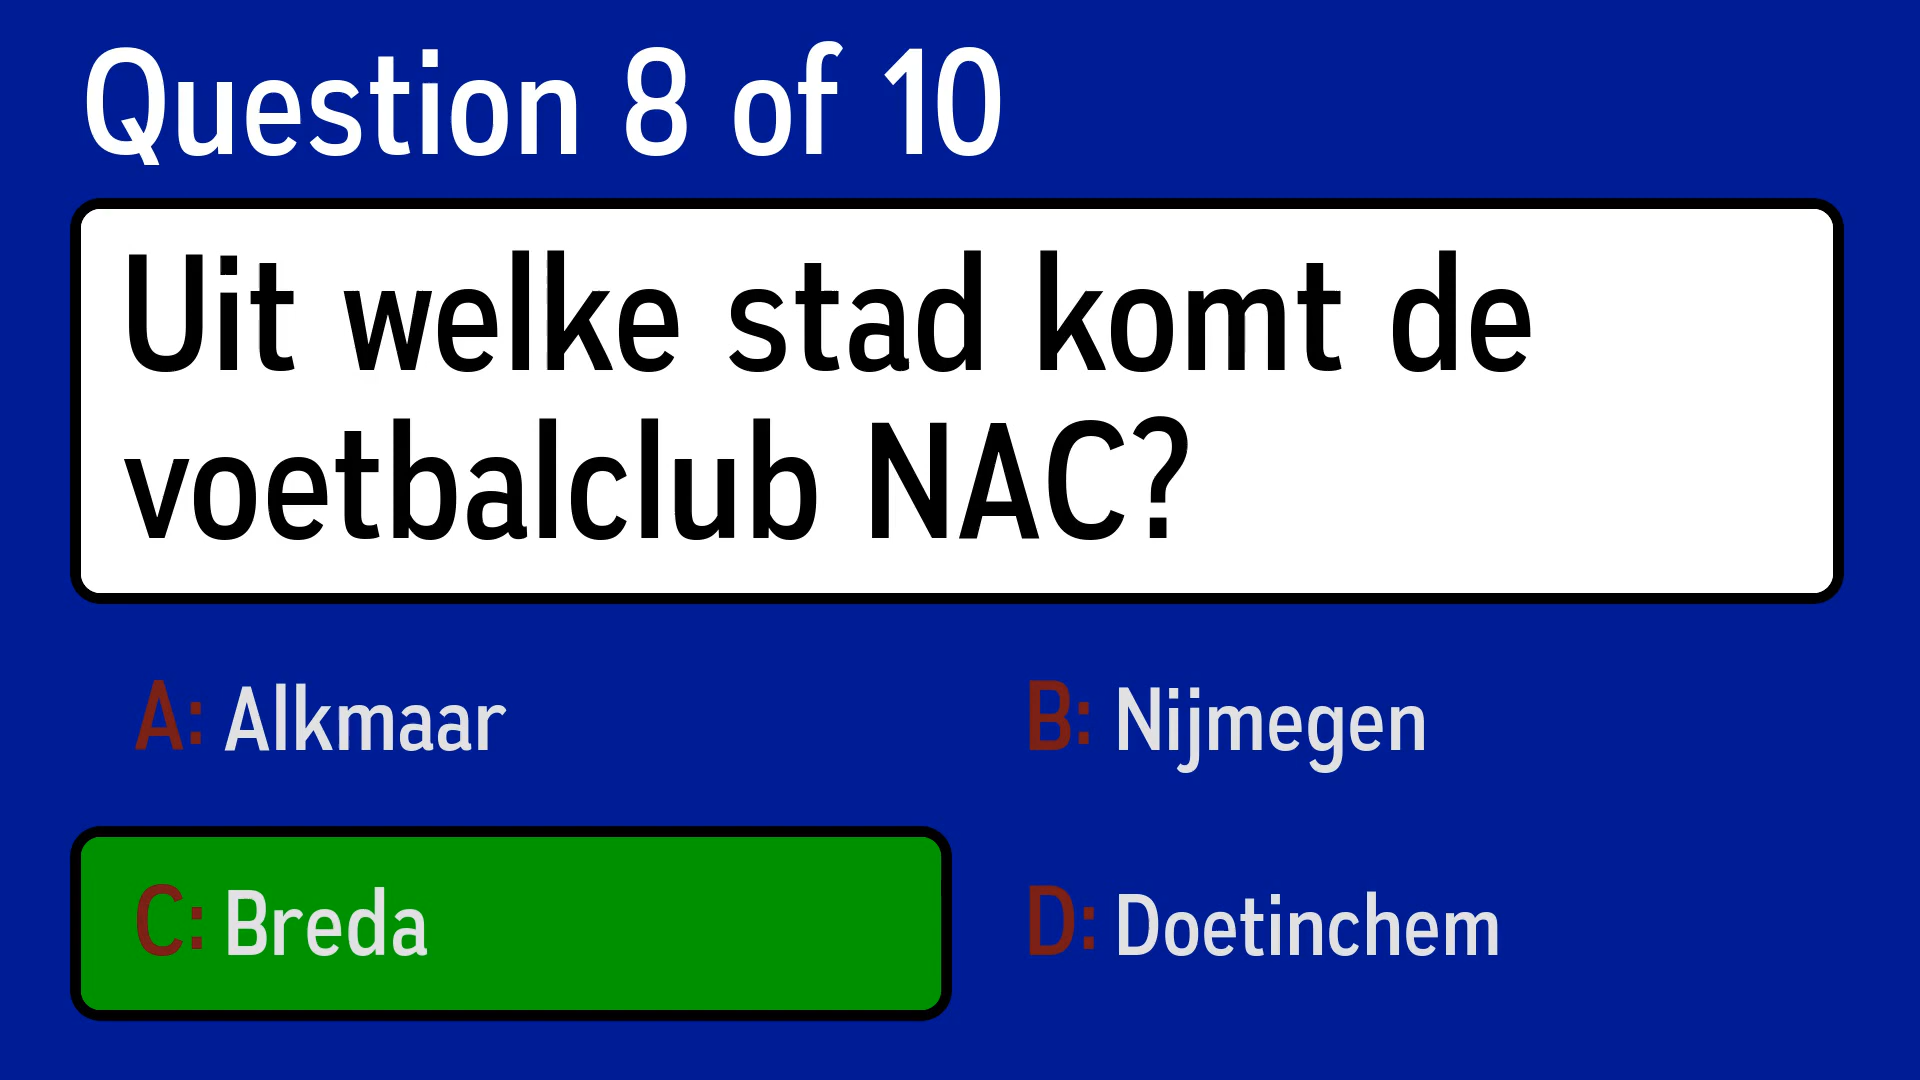 Question 8 of 10
Uit welke stad komt de
voetbalclub NAC?
A: Alkmaar
B: Nijmegen
C: Breda
D: Doetinchem